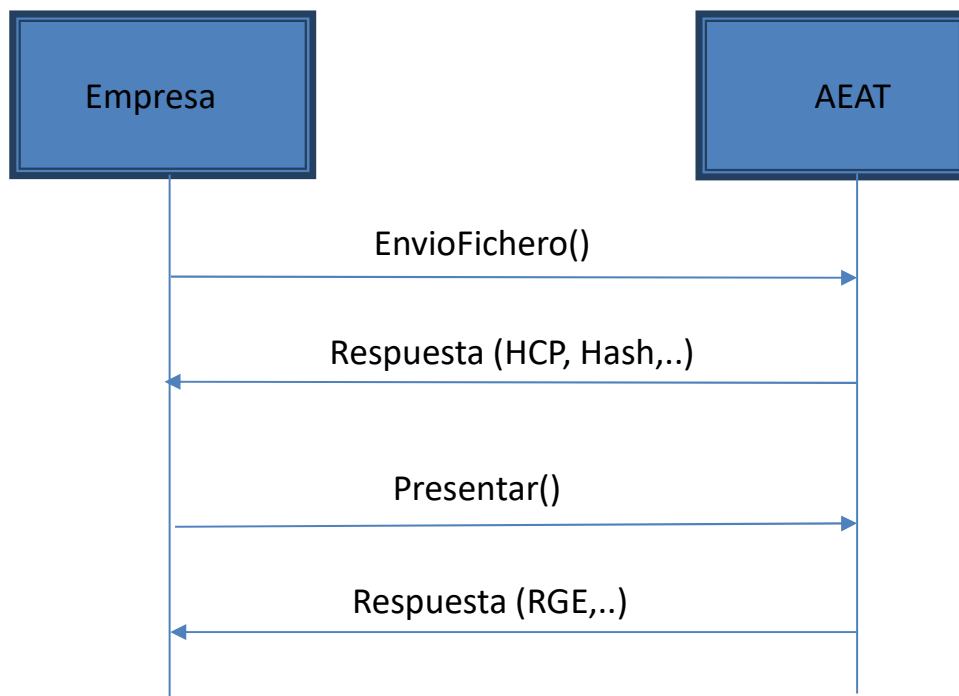 Empresa
AEAT
EnvioFichero()
Respuesta (HCP, Hash,..)
Presentar()
Respuesta (RGE,..)